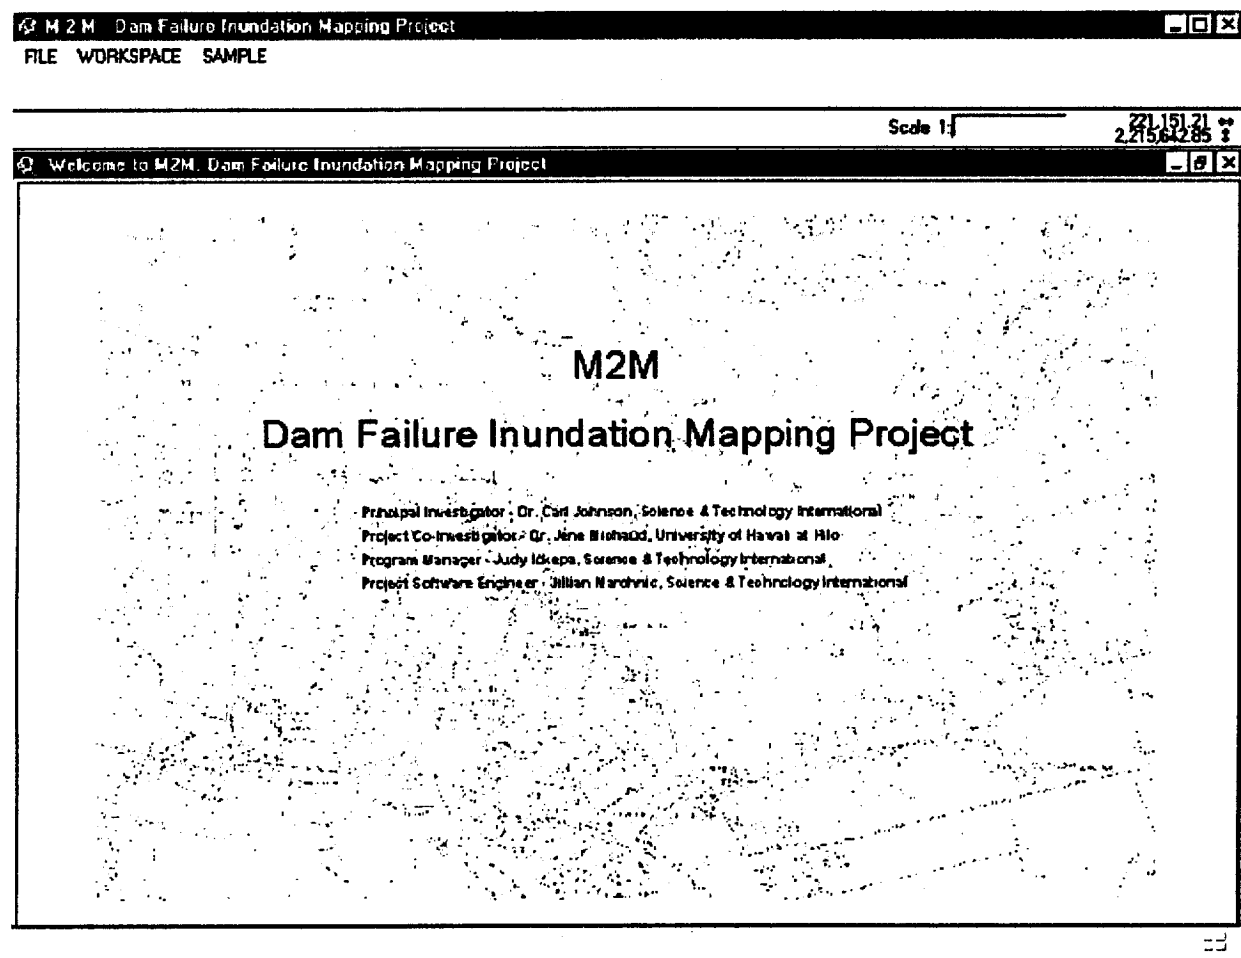 M 2 M Dam Failure Inundation Mapping Project
FILE WORKSPACE SAMPLE
Scale 1:
221,151.21
2,215,642.85
Welcome to M2M. Dam Failure Inundation Mapping Project
M2M
Dam Failure Inundation Mapping Project
Principal Investigator - Dr. Carl Johnson, Science & Technology International
Project Co-Investigator - Dr. Jene Michaud, University of Hawaii at Hilo
Program Manager - Judy Science & Technology International
Project Software Engineer - Jillian Science & Technology International